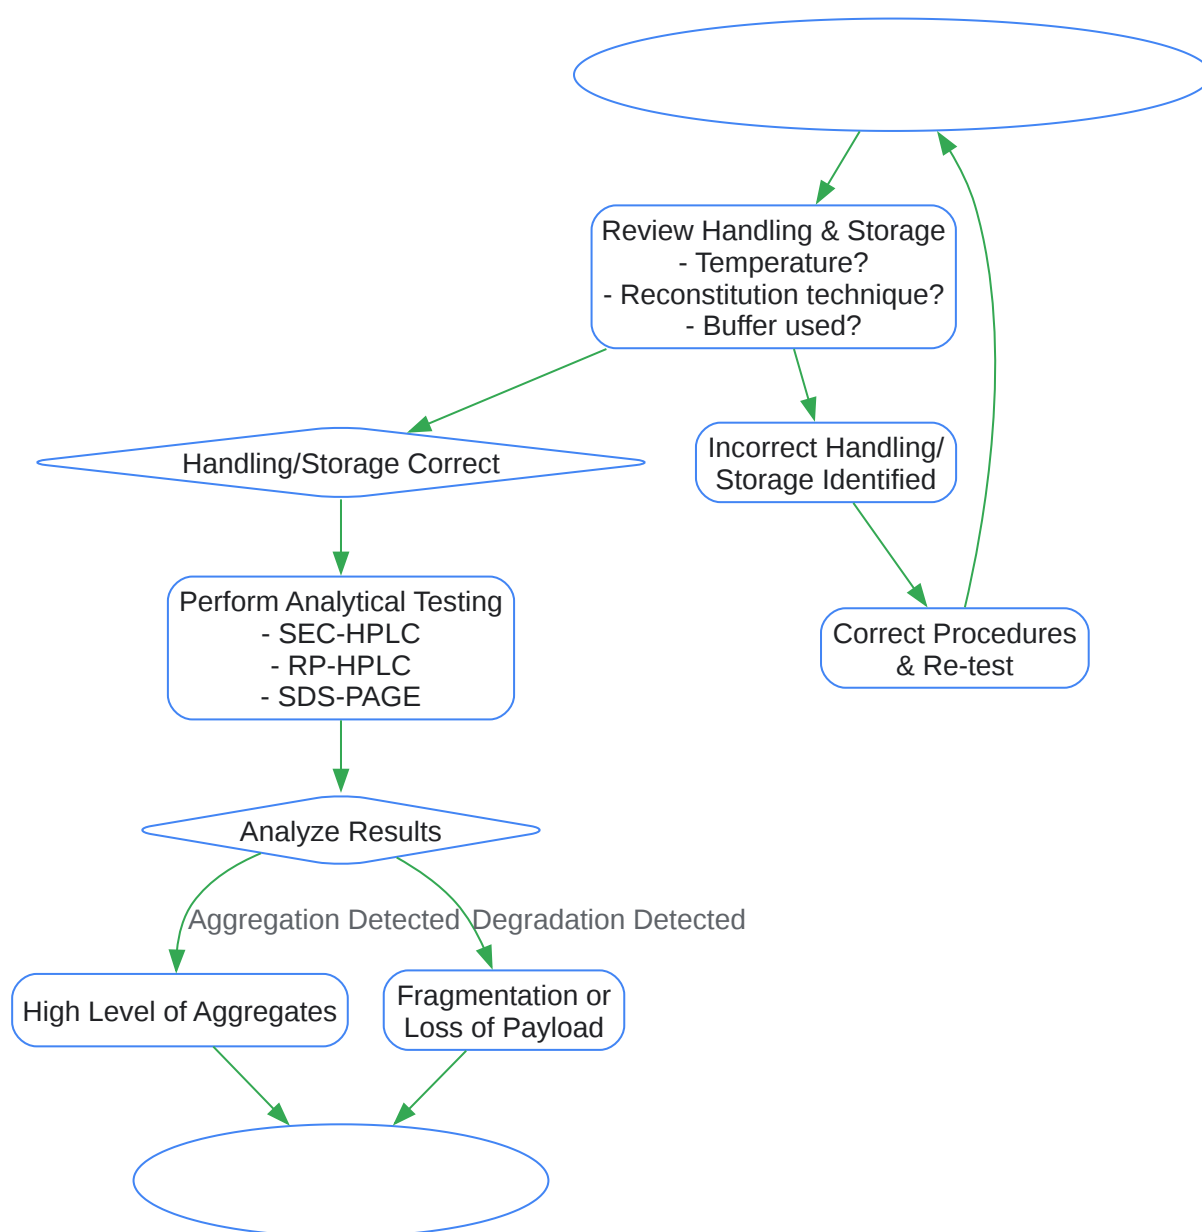 Review Handling & Storage
- Temperature?
- Reconstitution technique?
- Buffer used?
Handling/Storage Correct
Incorrect Handling/
Storage Identified
Perform Analytical Testing
- SEC-HPLC
- RP-HPLC
- SDS-PAGE
Correct Procedures
& Re-test
Analyze Results
Aggregation Detected
Degradation Detected
High Level of Aggregates
Fragmentation or
Loss of Payload